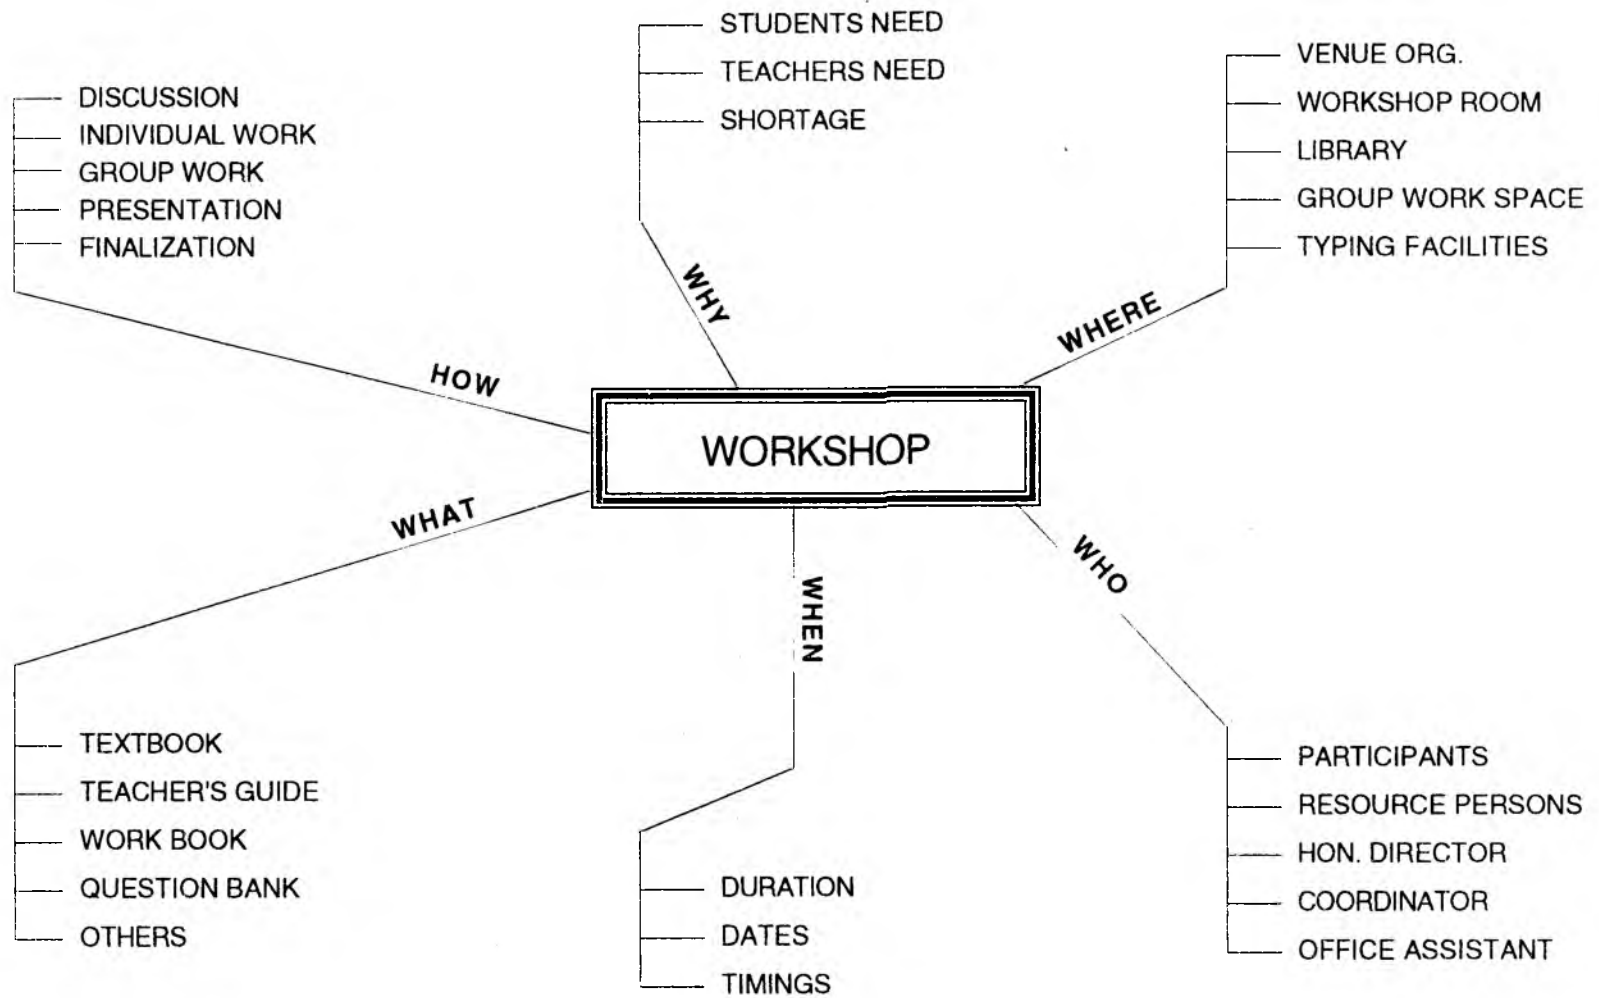 STUDENTS NEED
TEACHERS NEED
SHORTAGE
WHY
VENUE ORG.
WORKSHOP ROOM
LIBRARY
GROUP WORK SPACE
TYPING FACILITIES
WHERE
DISCUSSION
INDIVIDUAL WORK
GROUP WORK
PRESENTATION
FINALIZATION
HOW
WORKSHOP
WHAT
TEXTBOOK
TEACHER'S GUIDE
WORK BOOK
QUESTION BANK
OTHERS
WHEN
DURATION
DATES
TIMINGS
WHO
PARTICIPANTS
RESOURCE PERSONS
HON. DIRECTOR
COORDINATOR
OFFICE ASSISTANT